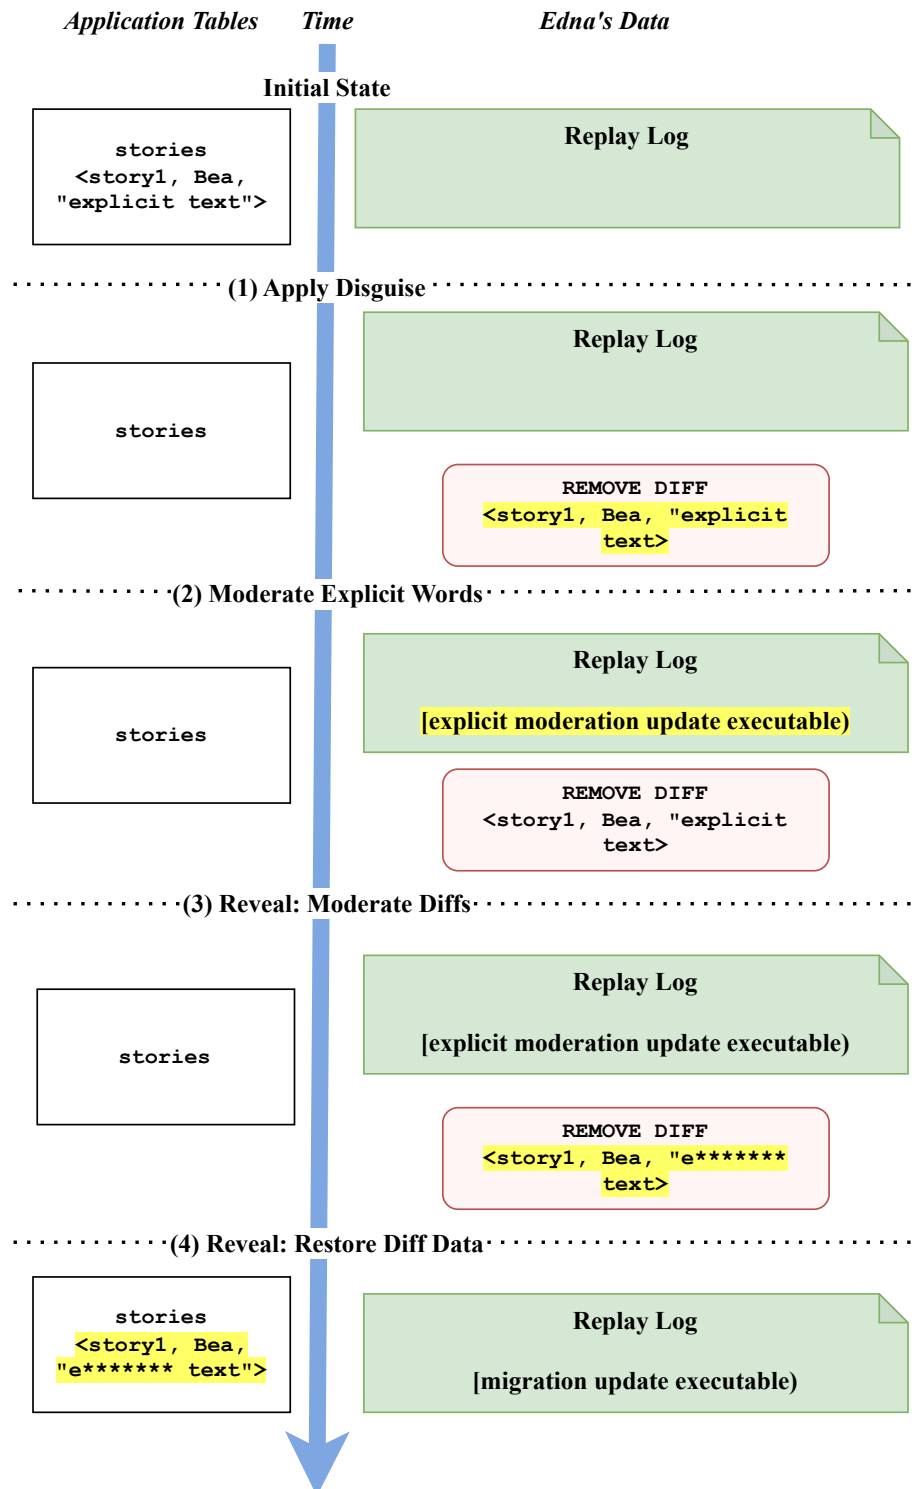 Application Tables
Time
Edna's Data
Initial State
stories
<story1, Bea,
"explicit text">
Replay Log
(1) Apply Disguise
stories
Replay Log
REMOVE DIFF
<story1, Bea, "explicit
text>
(2) Moderate Explicit Words
stories
Replay Log
[explicit moderation update executable)
REMOVE DIFF
<story1, Bea, "explicit
text>
(3) Reveal: Moderate Diffs
stories
Replay Log
[explicit moderation update executable)
REMOVE DIFF
<story1, Bea, "e*******
text>
(4) Reveal: Restore Diff Data
stories
<story1, Bea,
"e******* text">
Replay Log
[migration update executable)